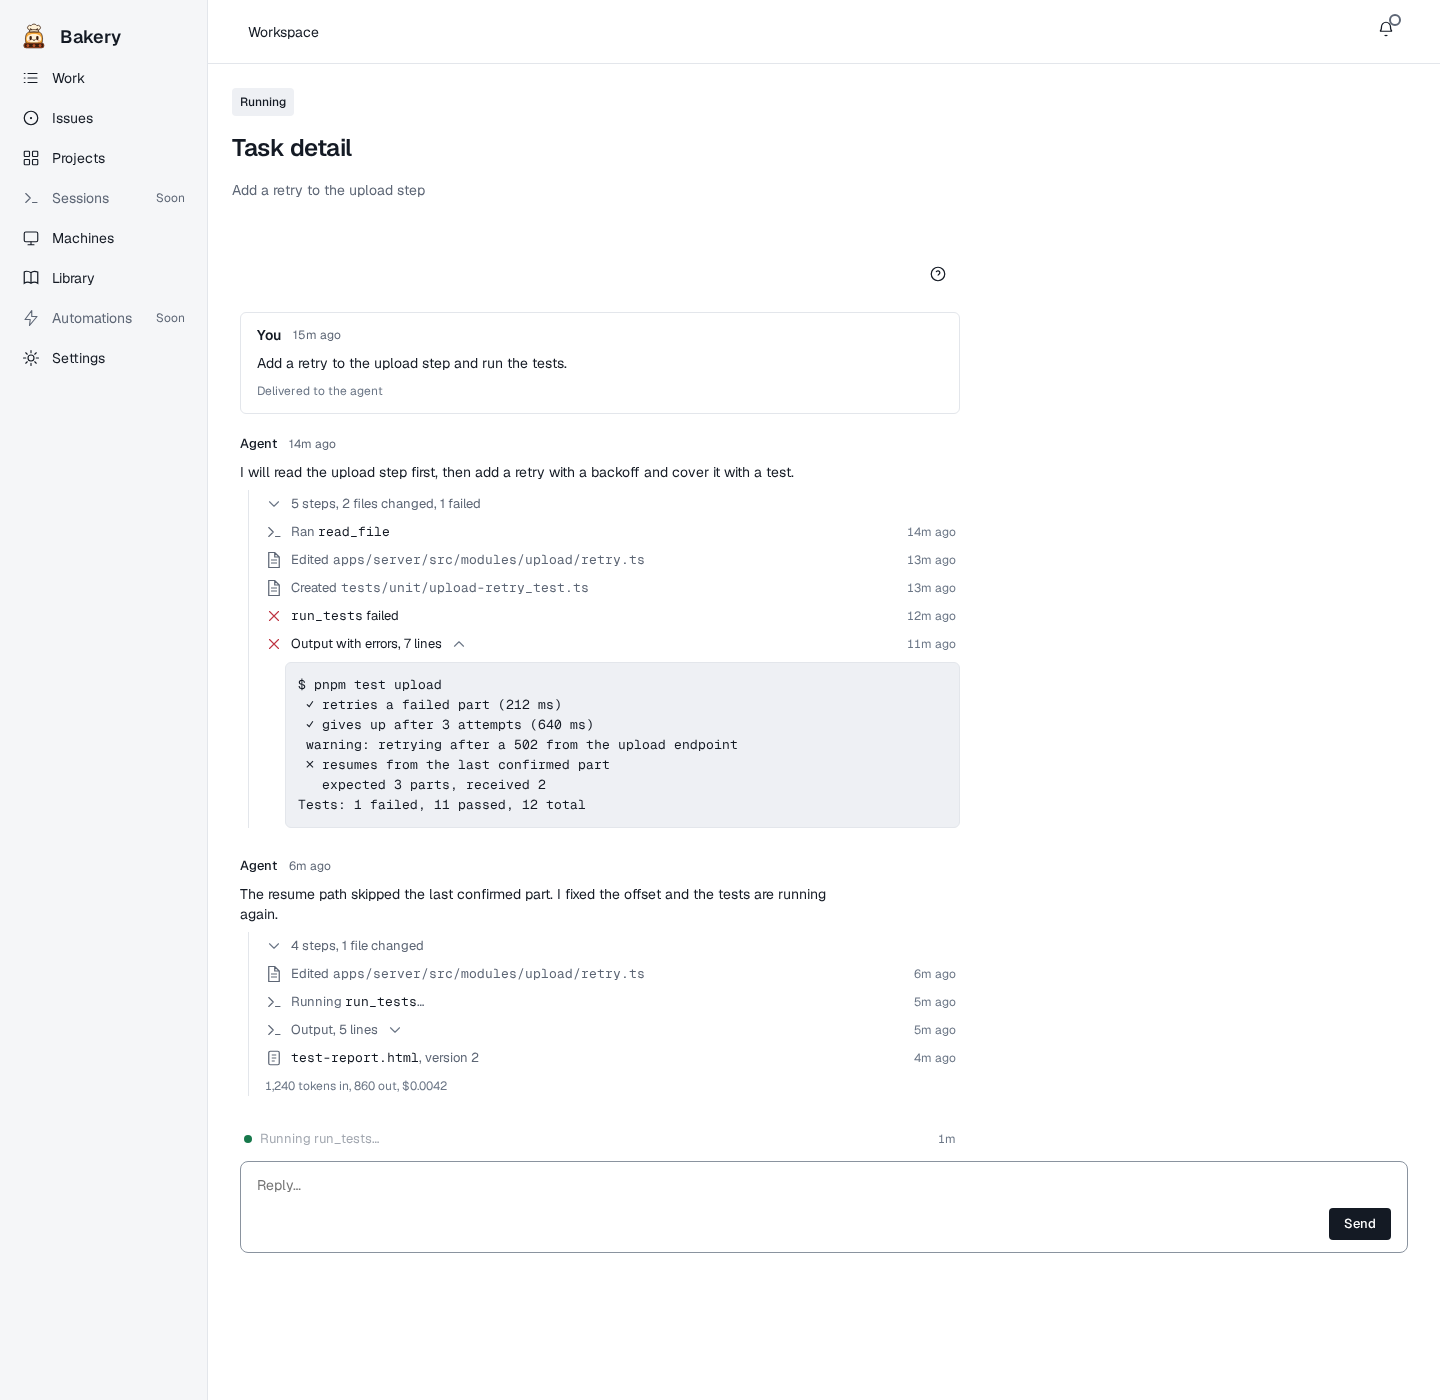 Bakery
Workspace
Work
Issues
Projects
Sessions Soon
Machines
Library
Automations Soon
Settings
Running
Task detail
Add a retry to the upload step
You 15m ago
Add a retry to the upload step and run the tests.
Delivered to the agent
Agent 14m ago
I will read the upload step first, then add a retry with a backoff and cover it with a test.
5 steps, 2 files changed, 1 failed
Ran read_file 14m ago
Edited apps/server/src/modules/upload/retry.ts 13m ago
Created tests/unit/upload-retry_test.ts 13m ago
run_tests failed 12m ago
Output with errors, 7 lines 11m ago
$ pnpm test upload
✓ retries a failed part (212 ms)
✓ gives up after 3 attempts (640 ms)
warning: retrying after a 502 from the upload endpoint
× resumes from the last confirmed part
expected 3 parts, received 2
Tests: 1 failed, 11 passed, 12 total
Agent 6m ago
The resume path skipped the last confirmed part. I fixed the offset and the tests are running
again.
4 steps, 1 file changed
Edited apps/server/src/modules/upload/retry.ts 6m ago
Running run_tests… 5m ago
Output, 5 lines 5m ago
test-report.html, version 2 4m ago
1,240 tokens in, 860 out, $0.0042
Running run_tests… 1m
Reply…
Send